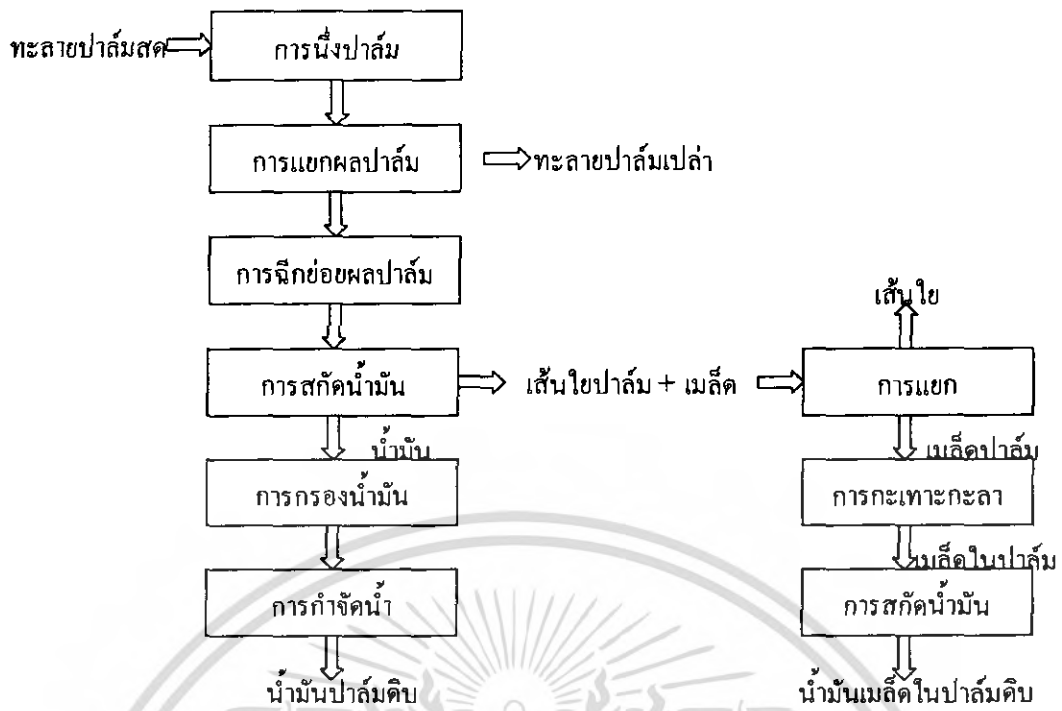 ทะลายปาล์มสด
การนึ่งปาล์ม
การแยกผลปาล์ม
ทะลายปาล์มเปล่า
การฉีกย่อยผลปาล์ม
เส้นใย
การสกัดน้ำมัน
เส้นใยปาล์ม + เมล็ด
การแยก
น้ำมัน
เมล็ดปาล์ม
การกรองน้ำมัน
การกะเทาะกะลา
เมล็ดในปาล์ม
การกำจัดน้ำ
การสกัดน้ำมัน
น้ำมันปาล์มดิบ
น้ำมันเมล็ดในปาล์มดิบ